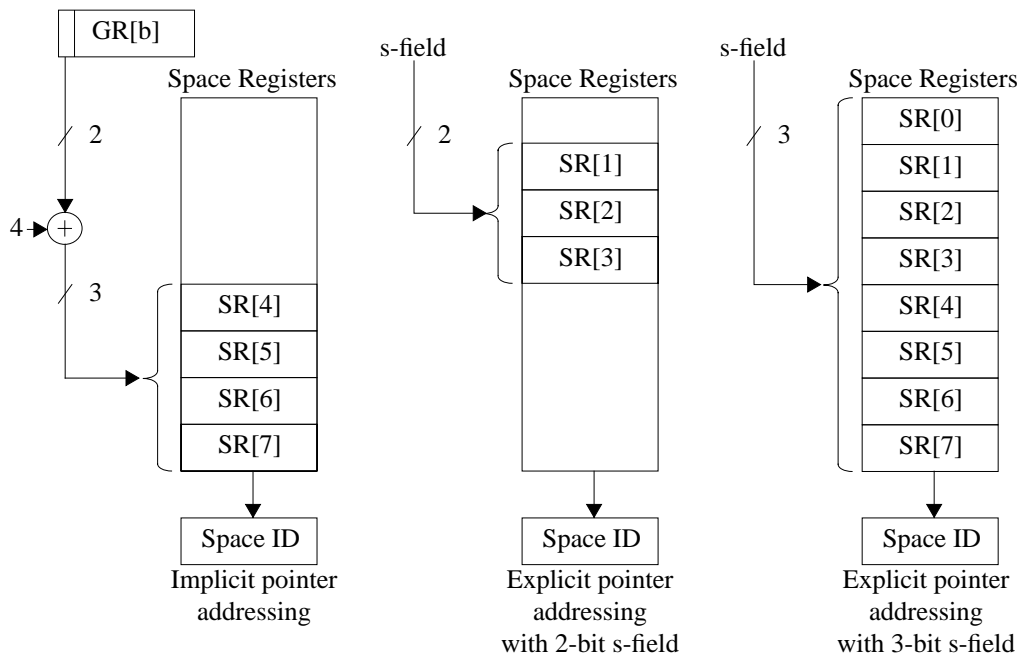 GR[b]
Space Registers
2
4
+
3
SR[4]
SR[5]
SR[6]
SR[7]
Space ID
Implicit pointer
addressing
s-field
Space Registers
2
SR[1]
SR[2]
SR[3]
Space ID
Explicit pointer
addressing
with 2-bit s-field
s-field
Space Registers
3
SR[0]
SR[1]
SR[2]
SR[3]
SR[4]
SR[5]
SR[6]
SR[7]
Space ID
Explicit pointer
addressing
with 3-bit s-field